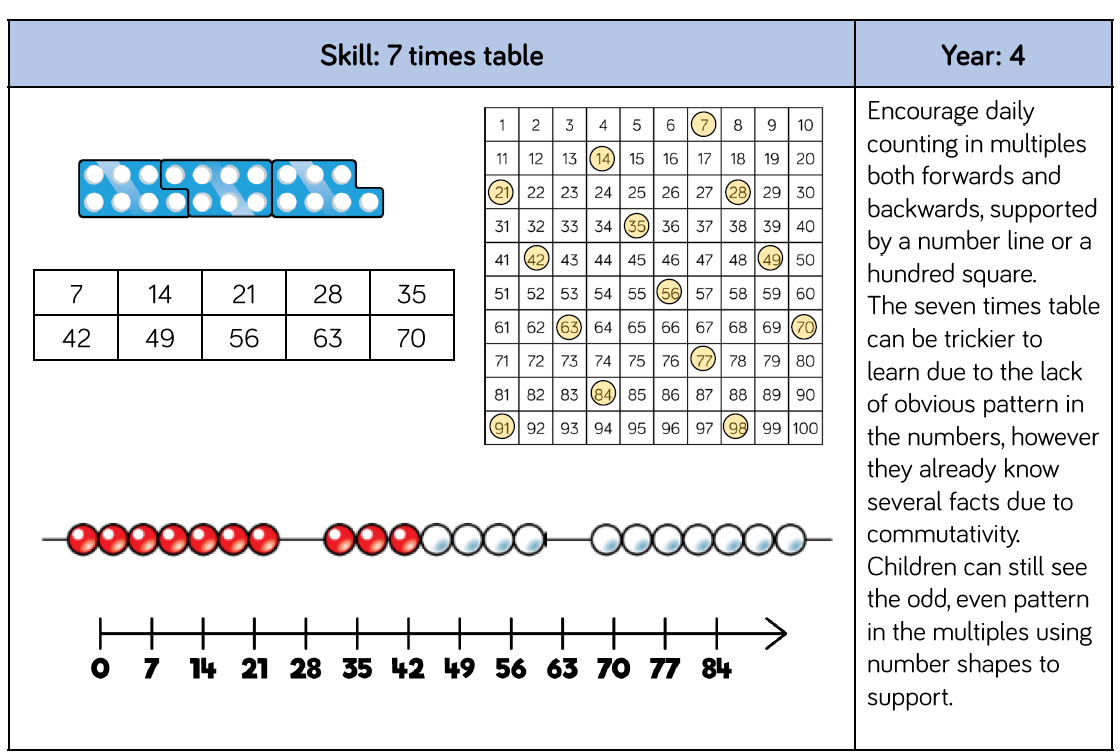 Skill: 7 times table
Year: 4
1 2 3 4 5 6 7 8 9 10
11 12 13 14 15 16 17 18 19 20
21 22 23 24 25 26 27 28 29 30
31 32 33 34 35 36 37 38 39 40
41 42 43 44 45 46 47 48 49 50
51 52 53 54 55 56 57 58 59 60
61 62 63 64 65 66 67 68 69 70
71 72 73 74 75 76 77 78 79 80
81 82 83 84 85 86 87 88 89 90
91 92 93 94 95 96 97 98 99 100
7 14 21 28 35
42 49 56 63 70
0 7 14 21 28 35 42 49 56 63 70 77 84
Encourage daily
counting in multiples
both forwards and
backwards, supported
by a number line or a
hundred square.
The seven times table
can be trickier to
learn due to the lack
of obvious pattern in
the numbers, however
they already know
several facts due to
commutativity.
Children can still see
the odd, even pattern
in the multiples using
number shapes to
support.